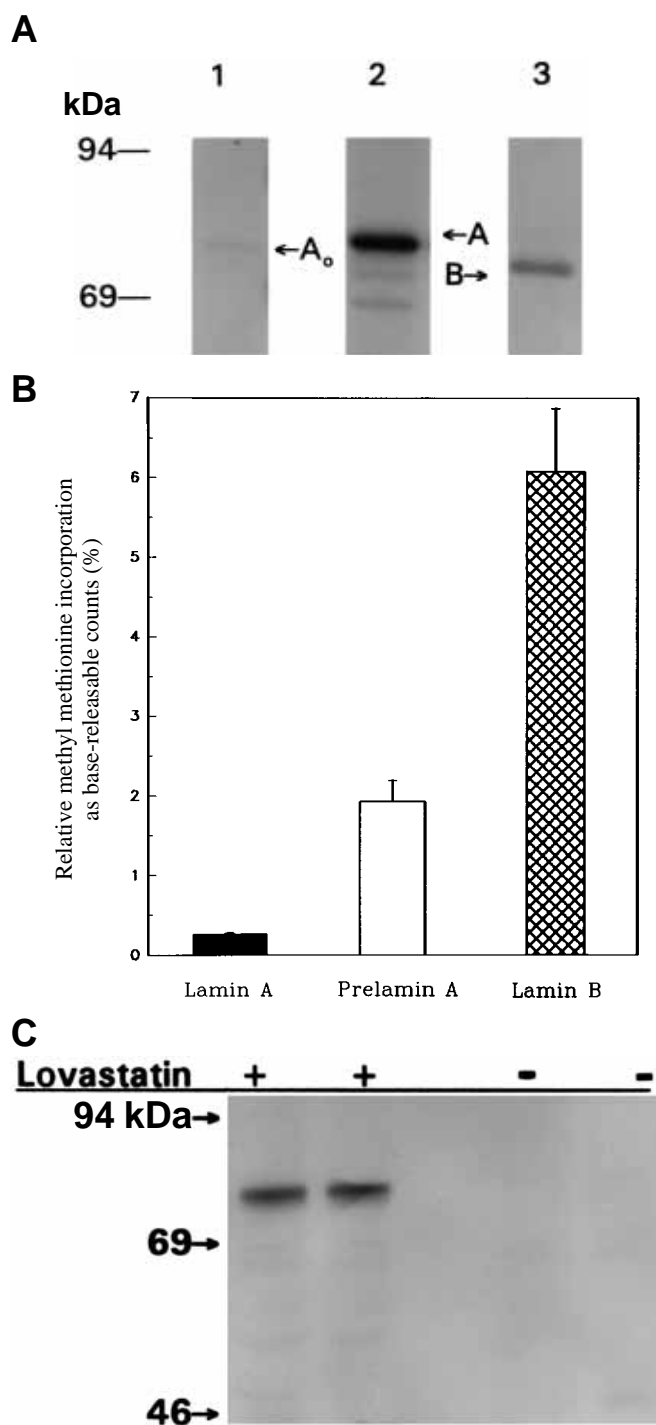 A
1 2 3
kDa
94—
←A
←Aₒ
B→
69—
B
7
6
5
4
3
2
1
0
Relative methyl methionine incorporation
as base-releasable counts (%)
Lamin A Prelamin A Lamin B
C
Lovastatin + + - -
94 kDa→
69→
46→